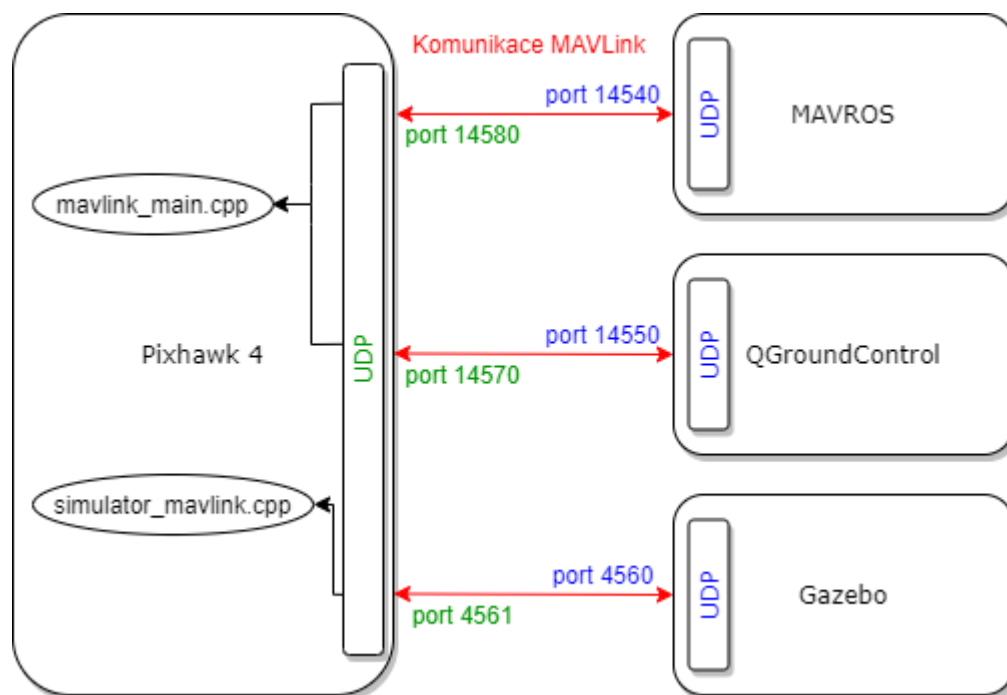 Komunikace MAVLink
port 14540
port 14580
UDP
MAVROS
mavlink_main.cpp
Pixhawk 4
UDP
port 14550
port 14570
UDP
QGroundControl
simulator_mavlink.cpp
port 4560
port 4561
UDP
Gazebo